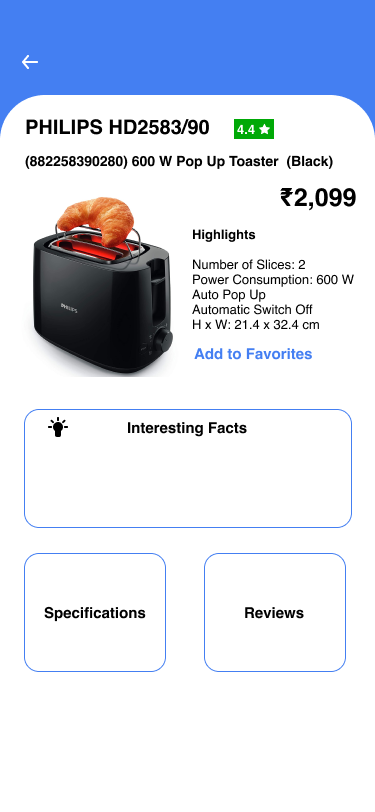 PHILIPS HD2583/90
4.4
(882258390280) 600 W Pop Up Toaster (Black)
₹2,099
Highlights
Number of Slices: 2
Power Consumption: 600 W
Auto Pop Up
Automatic Switch Off
H x W: 21.4 x 32.4 cm
PHILIPS
Add to Favorites
Interesting Facts
Specifications
Reviews